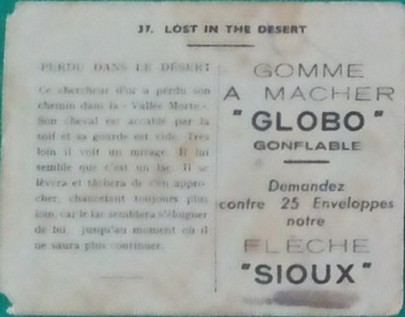 37. LOST IN THE DESERT
PERDU DANS LE DESERT
Ce chercheur d'or a perdu son
chemin dans la « Vallée Morte ».
Son cheval est accablé par la
soif et sa gourde est vide. Très
loin il voit un mirage. Il lui
semble que c'est un lac. Il se
lèvera et tâchera de s'en appro-
cher, chancelant toujours plus
loin, car le lac semblera s'éloigner
de lui jusqu'au moment où il
ne saura plus continuer.
GOMME
A MACHER
"GLOBO"
GONFLABLE
Demandez
contre 25 Enveloppes
notre
FLÈCHE
"SIOUX"